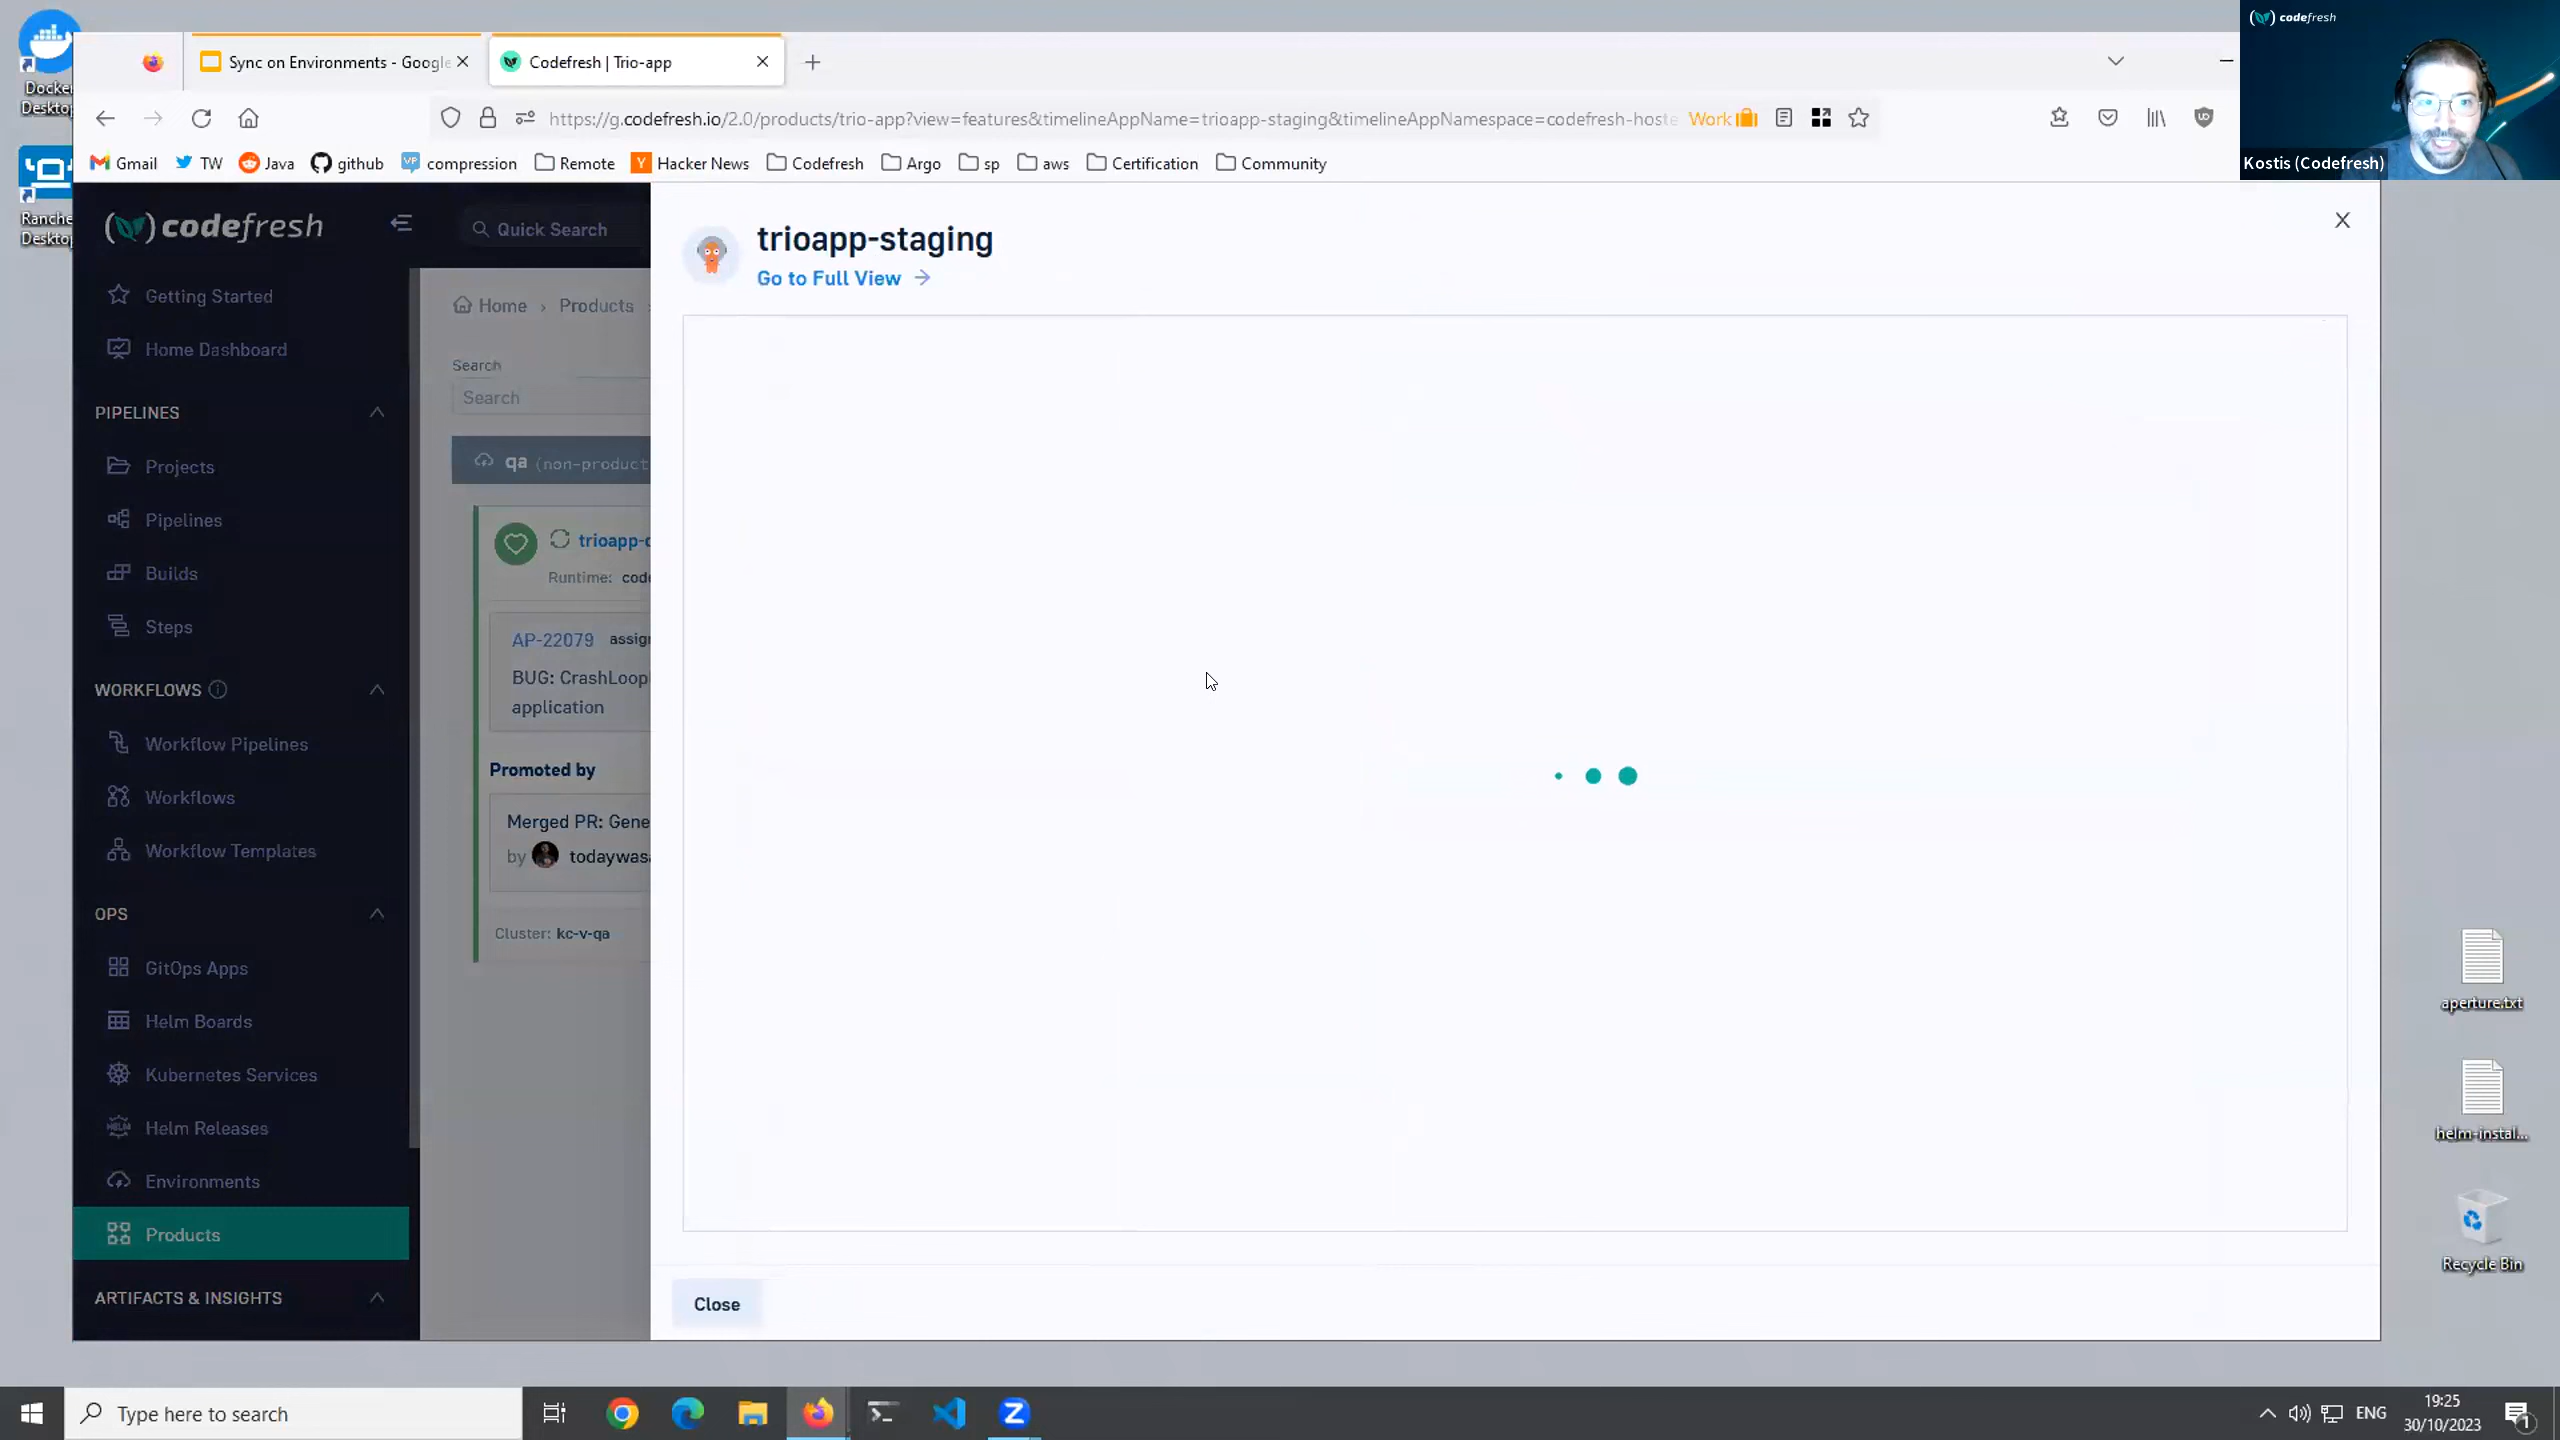 Docker
Desktop
Ranche
Desktop
Sync on Environments - Google
Codefresh | Trio-app
https://g.codefresh.io/2.0/products/trio-app?view=features&timelineAppName=trioapp-staging&timelineAppNamespace=codefresh-hoste
Work
Gmail
TW
Java
github
VP
compression
Remote
Y
Hacker News
Codefresh
Argo
sp
aws
Certification
Community
codefresh
Kostis (Codefresh)
codefresh
Quick Search
Getting Started
Home Dashboard
PIPELINES
Projects
Pipelines
Builds
Steps
WORKFLOWS
Workflow Pipelines
Workflows
Workflow Templates
OPS
GitOps Apps
Helm Boards
Kubernetes Services
HELM
Helm Releases
Environments
Products
ARTIFACTS & INSIGHTS
Home › Products ›
Search
Search
qa (non-product
trioapp-
Runtime: code
AP-22079 assig
BUG: CrashLoop
application
Promoted by
Merged PR: Gene
by todaywas
Cluster: kc-v-qa
trioapp-staging
Go to Full View
Close
aperture.txt
helm-instal...
Recycle Bin
Type here to search
Z
ENG
19:25
30/10/2023
1